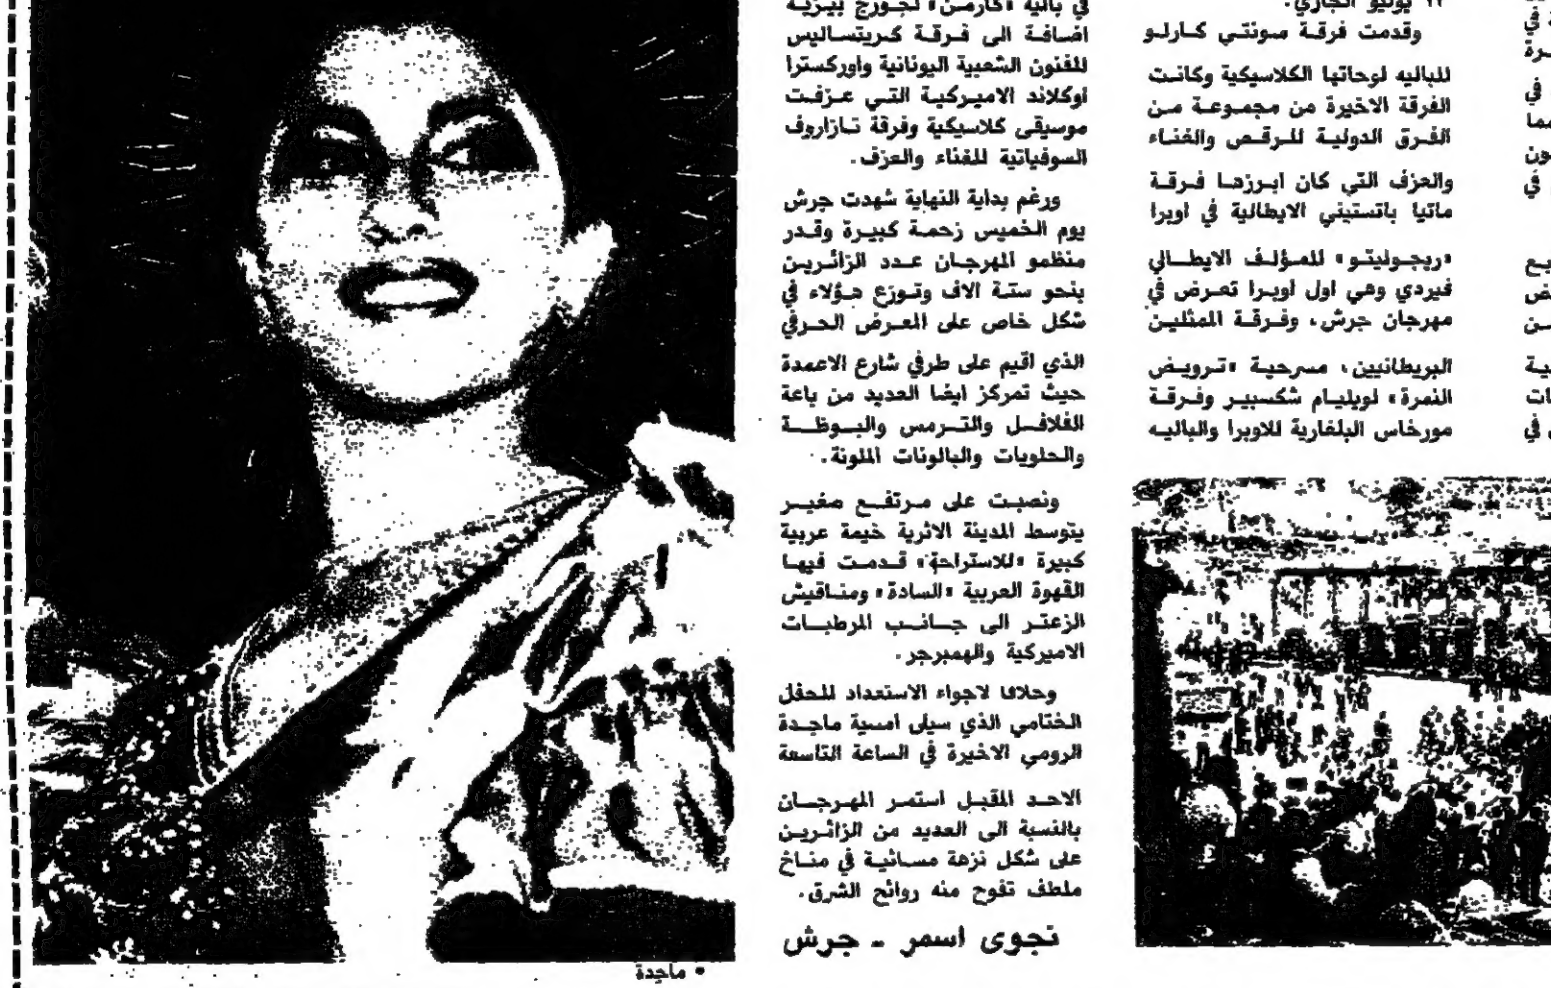 ١٢ يوليو الجاري.
وقدمت فرقة مونتي كارلو
للباليه لوحاتها الكلاسيكية وكانت
الفرقة الاخيرة من مجموعة من
الفرق الدولية للرقص والغناء
والعزف التي كان ابرزها فرقة
ماتيا باتستيني الايطالية في اوبرا
«ريجوليتو» للمؤلف الايطالي
فيردي وهي اول اوبرا تعرض في
مهرجان جرش، وفرقة الممثلين
البريطانيين، مسرحية «ترويض
النمرة» لويليام شكسبير وفرقة
مورخاس البلغارية للاوبرا والباليه
في باليه «كارمن» لجورج بيزيه
اضافة الى فرقة كريتساليس
للفنون الشعبية اليونانية واوركسترا
اوكلاند الاميركية التي عزفت
موسيقى كلاسيكية وفرقة تازاروف
السوفياتية للغناء والعزف.
ورغم بداية النهاية شهدت جرش
يوم الخميس زحمة كبيرة وقدر
منظمو المهرجان عدد الزائرين
بنحو ستة الاف وتوزع هؤلاء في
شكل خاص على المعرض الحرفي
الذي اقيم على طرفي شارع الاعمدة
حيث تمركز ايضا العديد من باعة
الفلافل والترمس والبوظة
والحلويات والبالونات الملونة.
ونصبت على مرتفع صغير
يتوسط المدينة الاثرية خيمة عربية
كبيرة «للاستراحة» قدمت فيها
القهوة العربية «السادة» ومناقيش
الزعتر الى جانب المرطبات
الاميركية والهمبرجر.
وخلافا لاجواء الاستعداد للحفل
الختامي الذي سيلي امسية ماجدة
الرومي الاخيرة في الساعة التاسعة
الاحد المقبل استمر المهرجان
بالنسبة الى العديد من الزائرين
على شكل نزهة مسائية في مناخ
ملطف تفوح منه روائح الشرق.
نجوى اسمر - جرش
• ماجدة